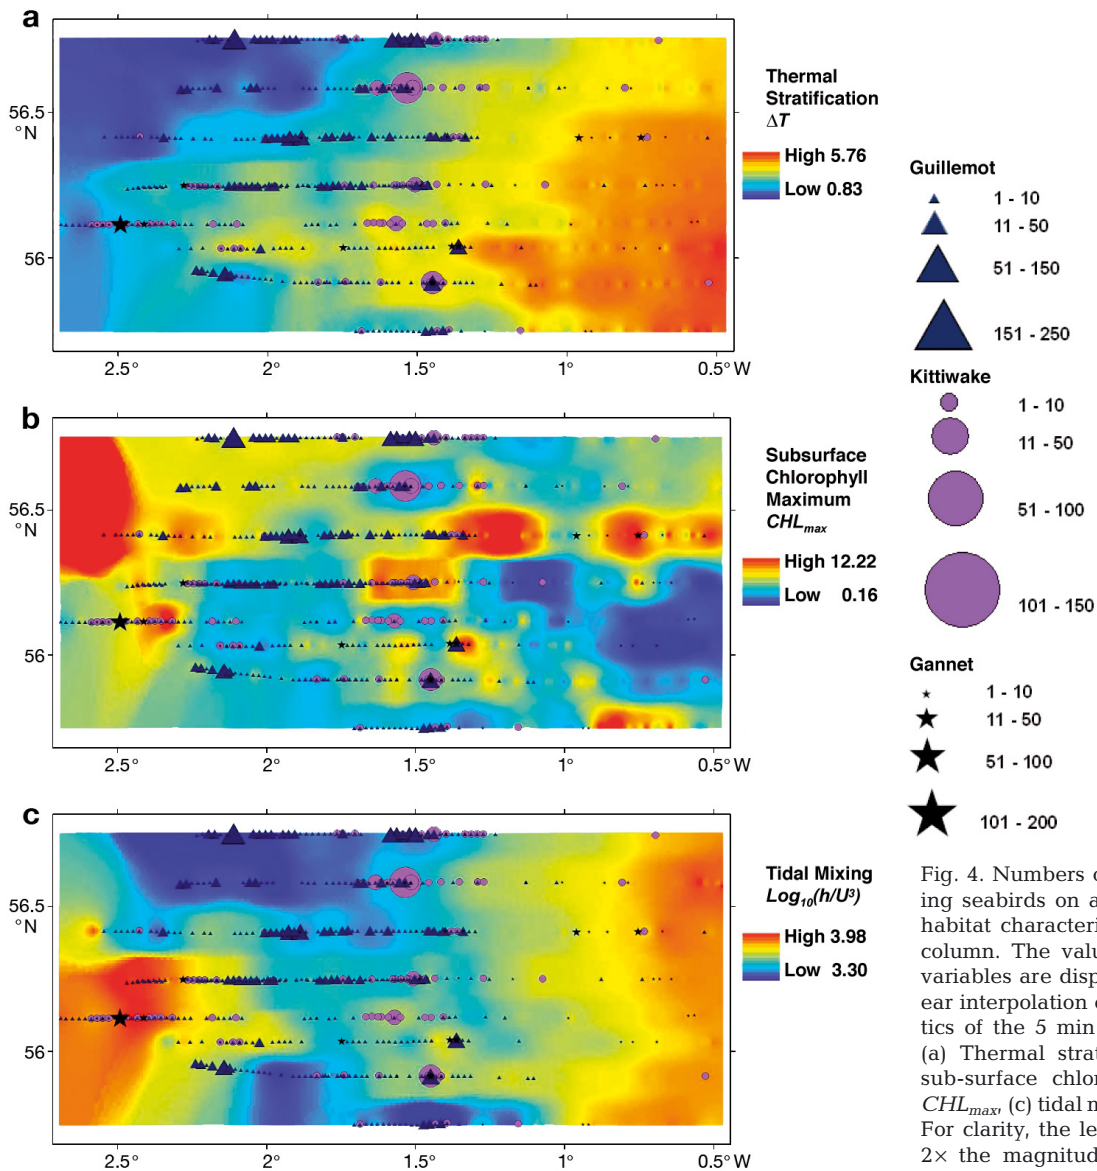 a
56.5
°N
56
2.5°
2°
1.5°
1°
0.5°W
Thermal
Stratification
ΔT
High 5.76
Low 0.83
b
56.5
°N
56
2.5°
2°
1.5°
1°
0.5°W
Subsurface
Chlorophyll
Maximum
CHLmax
High 12.22
Low 0.16
c
56.5
°N
56
2.5°
2°
1.5°
1°
0.5°W
Tidal Mixing
Log10(h/U³)
High 3.98
Low 3.30
Guillemot
1 - 10
11 - 50
51 - 150
151 - 250
Kittiwake
1 - 10
11 - 50
51 - 100
101 - 150
Gannet
1 - 10
11 - 50
51 - 100
101 - 200
Fig. 4. Numbers o
ing seabirds on a
habitat characteri
column. The valu
variables are disp
ear interpolation o
tics of the 5 min
(a) Thermal strat
sub-surface chlor
CHLmax, (c) tidal m
For clarity, the le
2× the magnitud